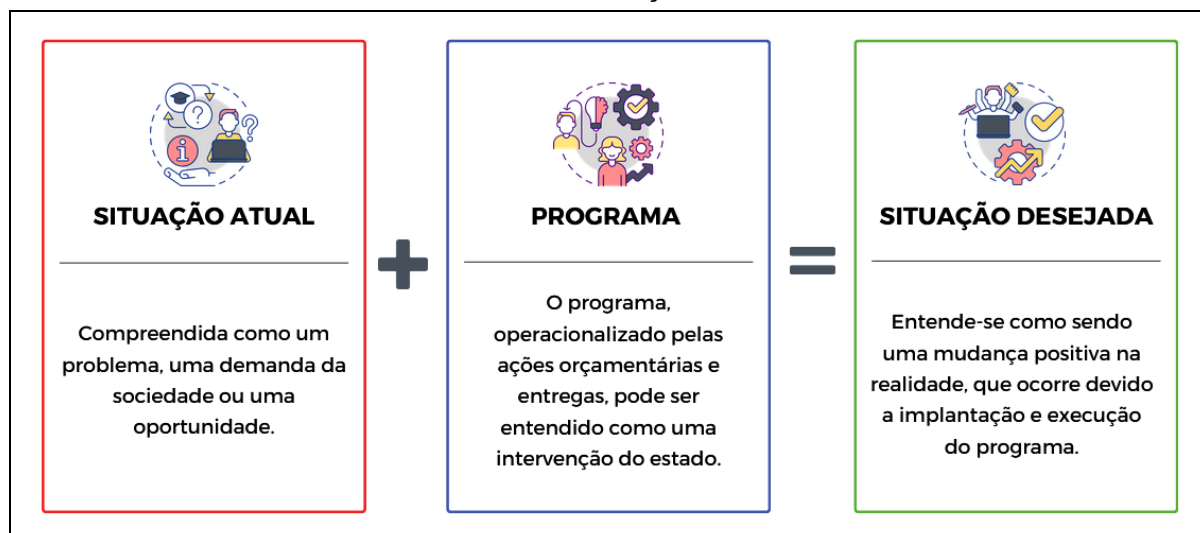 SITUAÇÃO ATUAL
Compreendida como um
problema, uma demanda da
sociedade ou uma
oportunidade.
+
PROGRAMA
O programa,
operacionalizado pelas
ações orçamentárias e
entregas, pode ser
entendido como uma
intervenção do estado.
=
SITUAÇÃO DESEJADA
Entende-se como sendo
uma mudança positiva na
realidade, que ocorre devido
a implantação e execução
do programa.